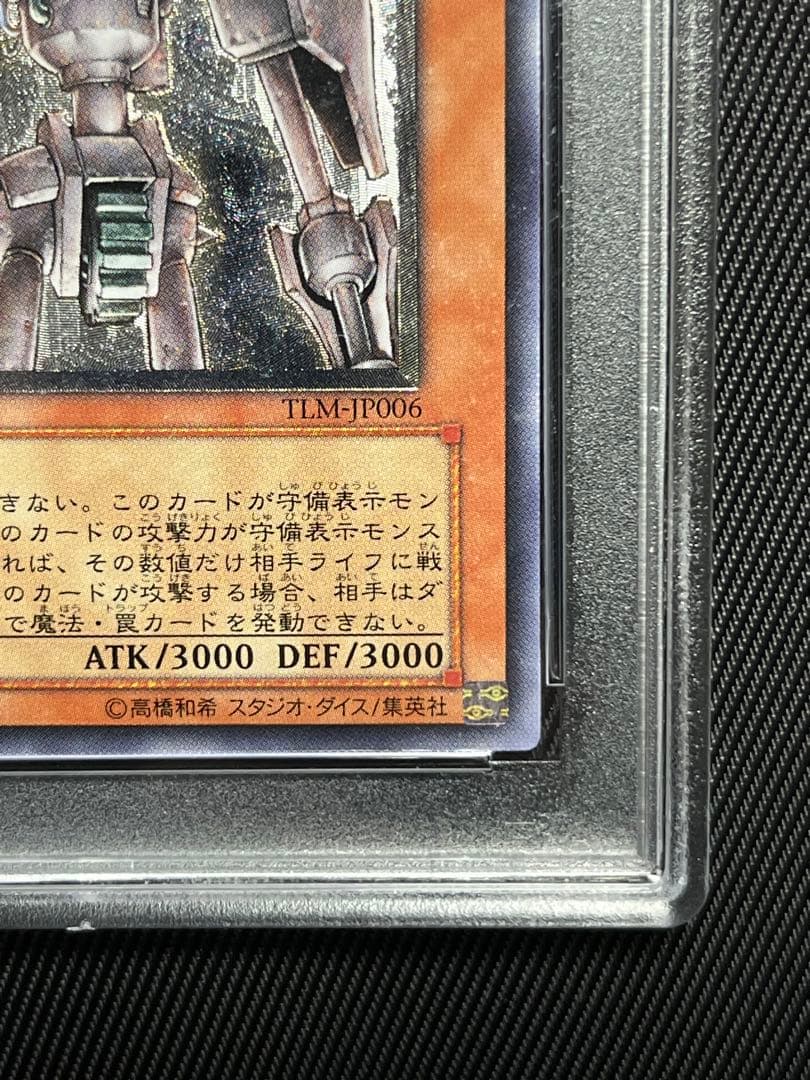 TLM-JP006
きない。このカードが守備表示モン
のカードの攻撃力が守備表示モンス
れば、その数値だけ相手ライフに戦
のカードが攻撃する場合、相手はダ
で魔法・罠カードを発動できない。
ATK/3000 DEF/3000
©高橋和希 スタジオ・ダイス/集英社